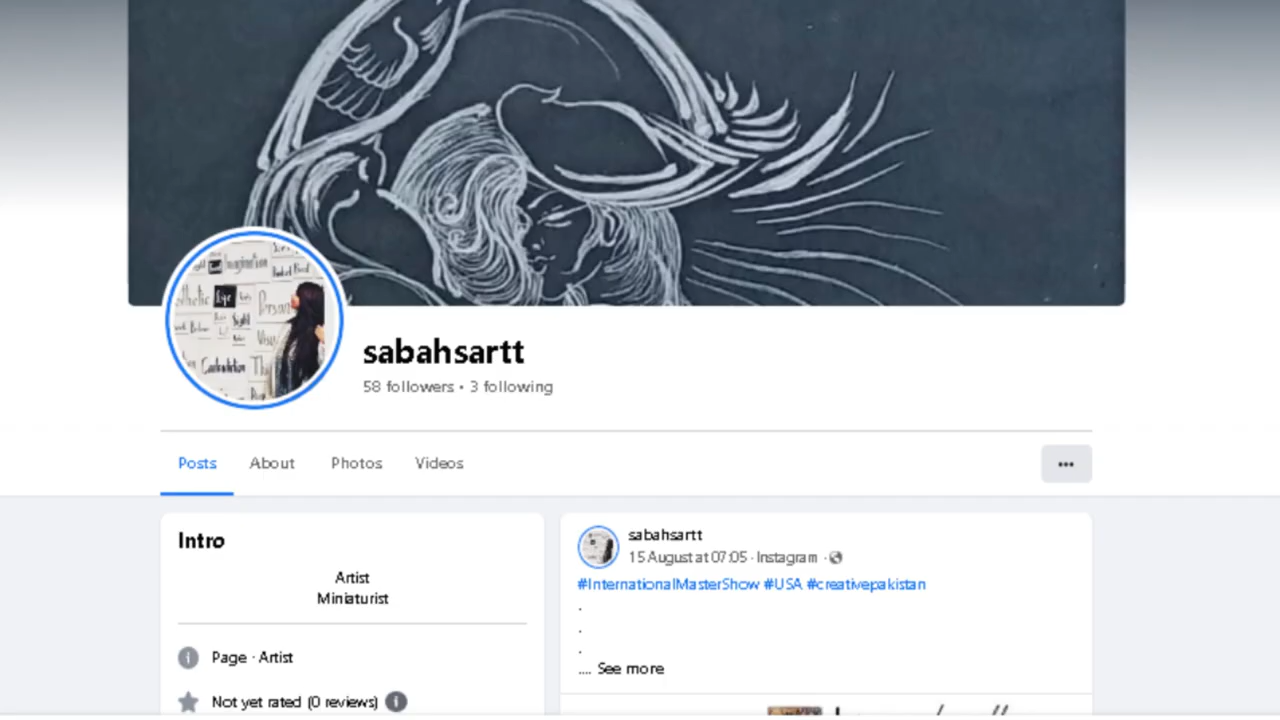 Imagination
sabahsartt
58 followers • 3 following
Posts
About
Photos
Videos
Intro
Artist
Miniaturist
Page · Artist
Not yet rated (0 reviews)
sabahsartt
15 August at 07:05 · Instagram ·
#InternationalMasterShow #USA #creativepakistan
.
.
.
.... See more